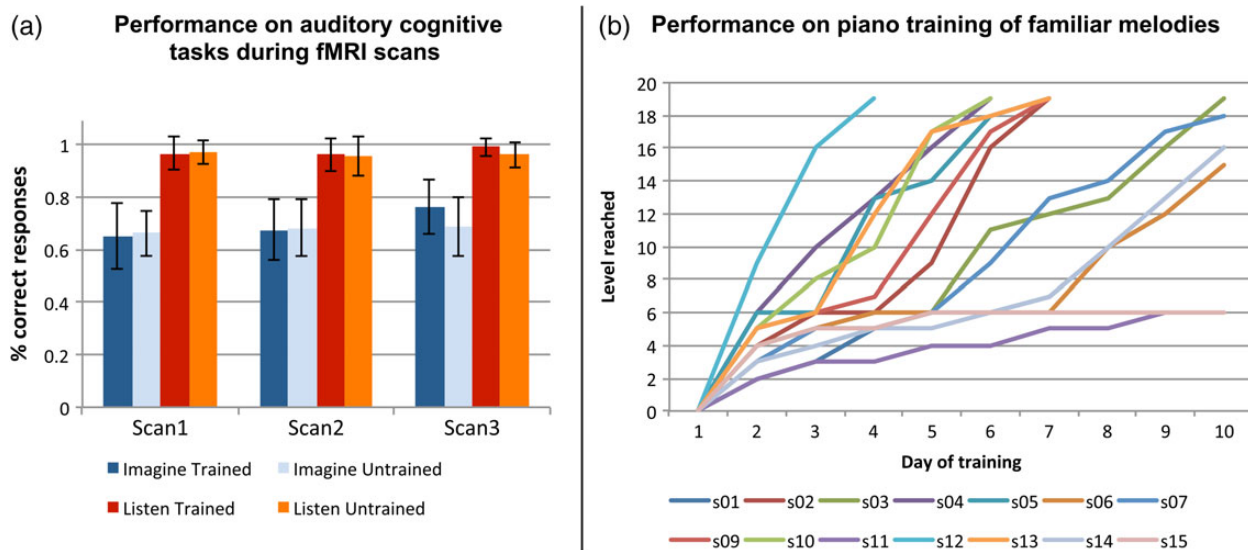 (a)
Performance on auditory cognitive
tasks during fMRI scans
% correct responses
1
0.8
0.6
0.4
0.2
0
Scan1 Scan2 Scan3
Imagine Trained Imagine Untrained
Listen Trained Listen Untrained
(b)
Performance on piano training of familiar melodies
Level reached
20
18
16
14
12
10
8
6
4
2
0
1 2 3 4 5 6 7 8 9 10
Day of training
s01 s02 s03 s04 s05 s06 s07
s09 s10 s11 s12 s13 s14 s15